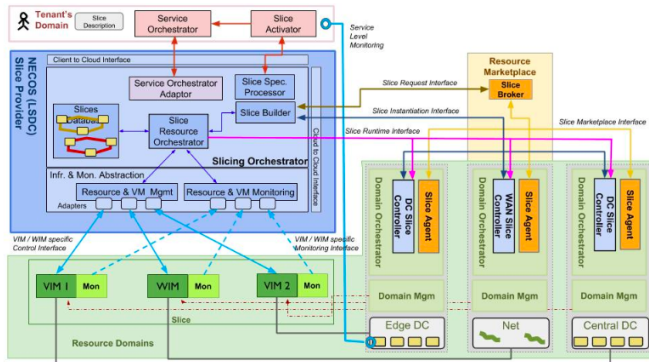 Tenant's
Domain
Slice
Description
Service
Orchestrator
Slice
Activator
Service
Level
Monitoring
NECOS (LSDC)
Slice Provider
Client to Cloud Interface
Cloud to Cloud Interface
Service Orchestrator
Adaptor
Slice Spec.
Processor
Slices
Database
Slice
Resource
Orchestrator
Slice Builder
Slicing Orchestrator
Infr. & Mon. Abstraction
Resource & VM Mgmt
Resource & VM Monitoring
Adapters
Resource
Marketplace
Slice
Broker
Slice Request Interface
Slice Instantiation Interface
Slice Runtime Interface
Slice Marketplace Interface
VIM / WIM specific
Control Interface
VIM / WIM specific
Monitoring Interface
Domain Orchestrator
DC Slice
Controller
Slice Agent
Domain Orchestrator
WAN Slice
Controller
Slice Agent
Domain Orchestrator
DC Slice
Controller
Slice Agent
VIM 1
Mon
WIM
Mon
VIM 2
Mon
Slice
Resource Domains
Domain Mgm
Domain Mgm
Domain Mgm
Edge DC
Net
Central DC